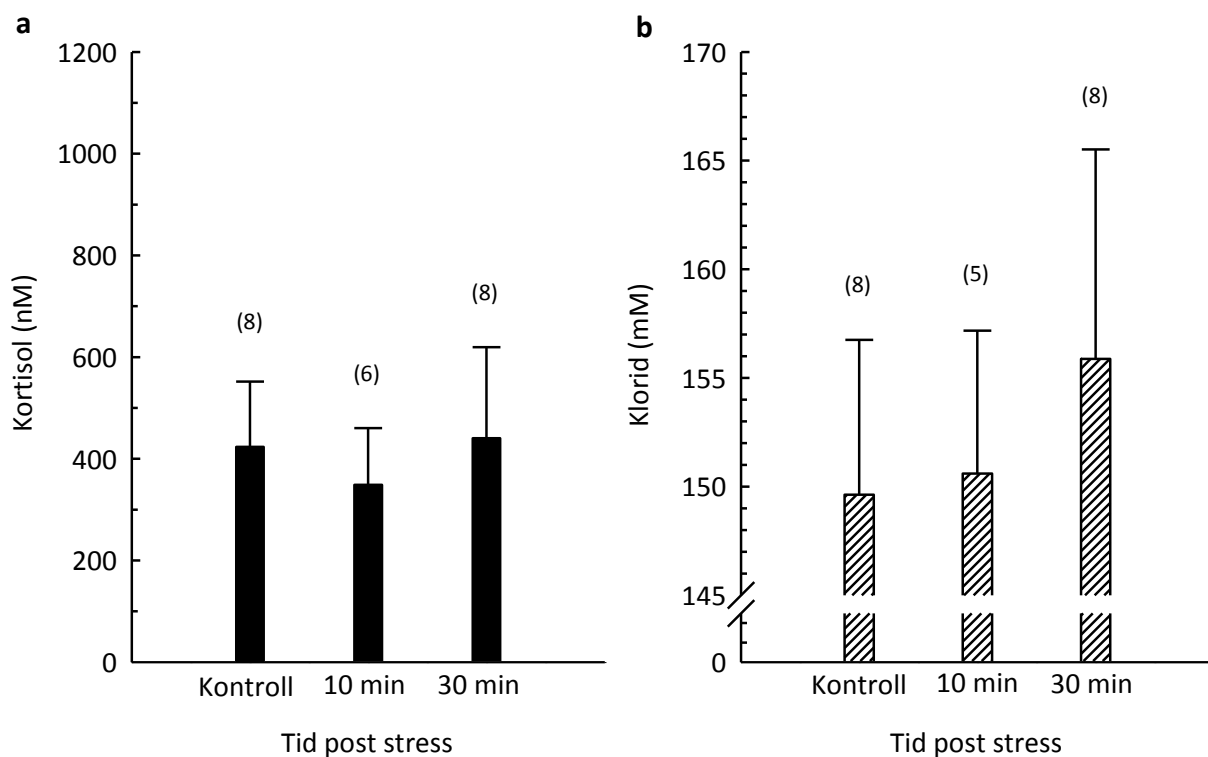 a
1200
1000
800
600
400
200
0
Kortisol (nM)
(8)
(6)
(8)
Kontroll
10 min
30 min
Tid post stress
b
170
165
160
155
150
145
0
Klorid (mM)
(8)
(5)
(8)
Kontroll
10 min
30 min
Tid post stress